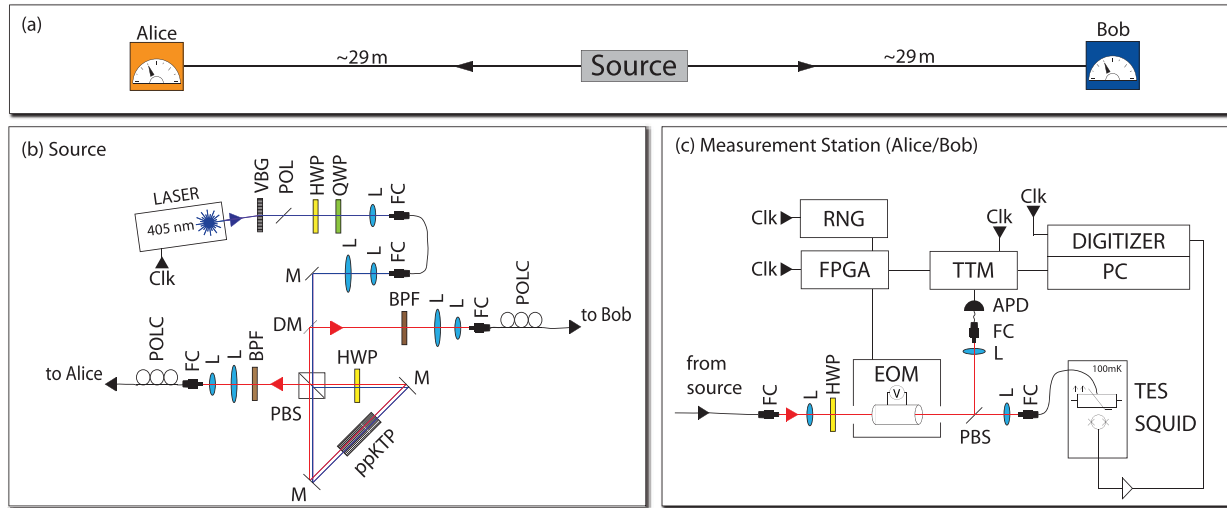 (a)
Alice
~29m
Source
~29m
Bob
(b) Source
LASER
405 nm
Clk
VBG
POL
HWP
QWP
L
FC
M
L
L
FC
DM
BPF
L
L
FC
POLC
to Bob
to Alice
POLC
FC
L
L
BPF
PBS
HWP
M
ppKTP
M
(c) Measurement Station (Alice/Bob)
Clk
RNG
Clk
FPGA
Clk
TTM
Clk
DIGITIZER
PC
APD
FC
L
from
source
FC
L
HWP
EOM
V
PBS
L
FC
100mK
TES
SQUID